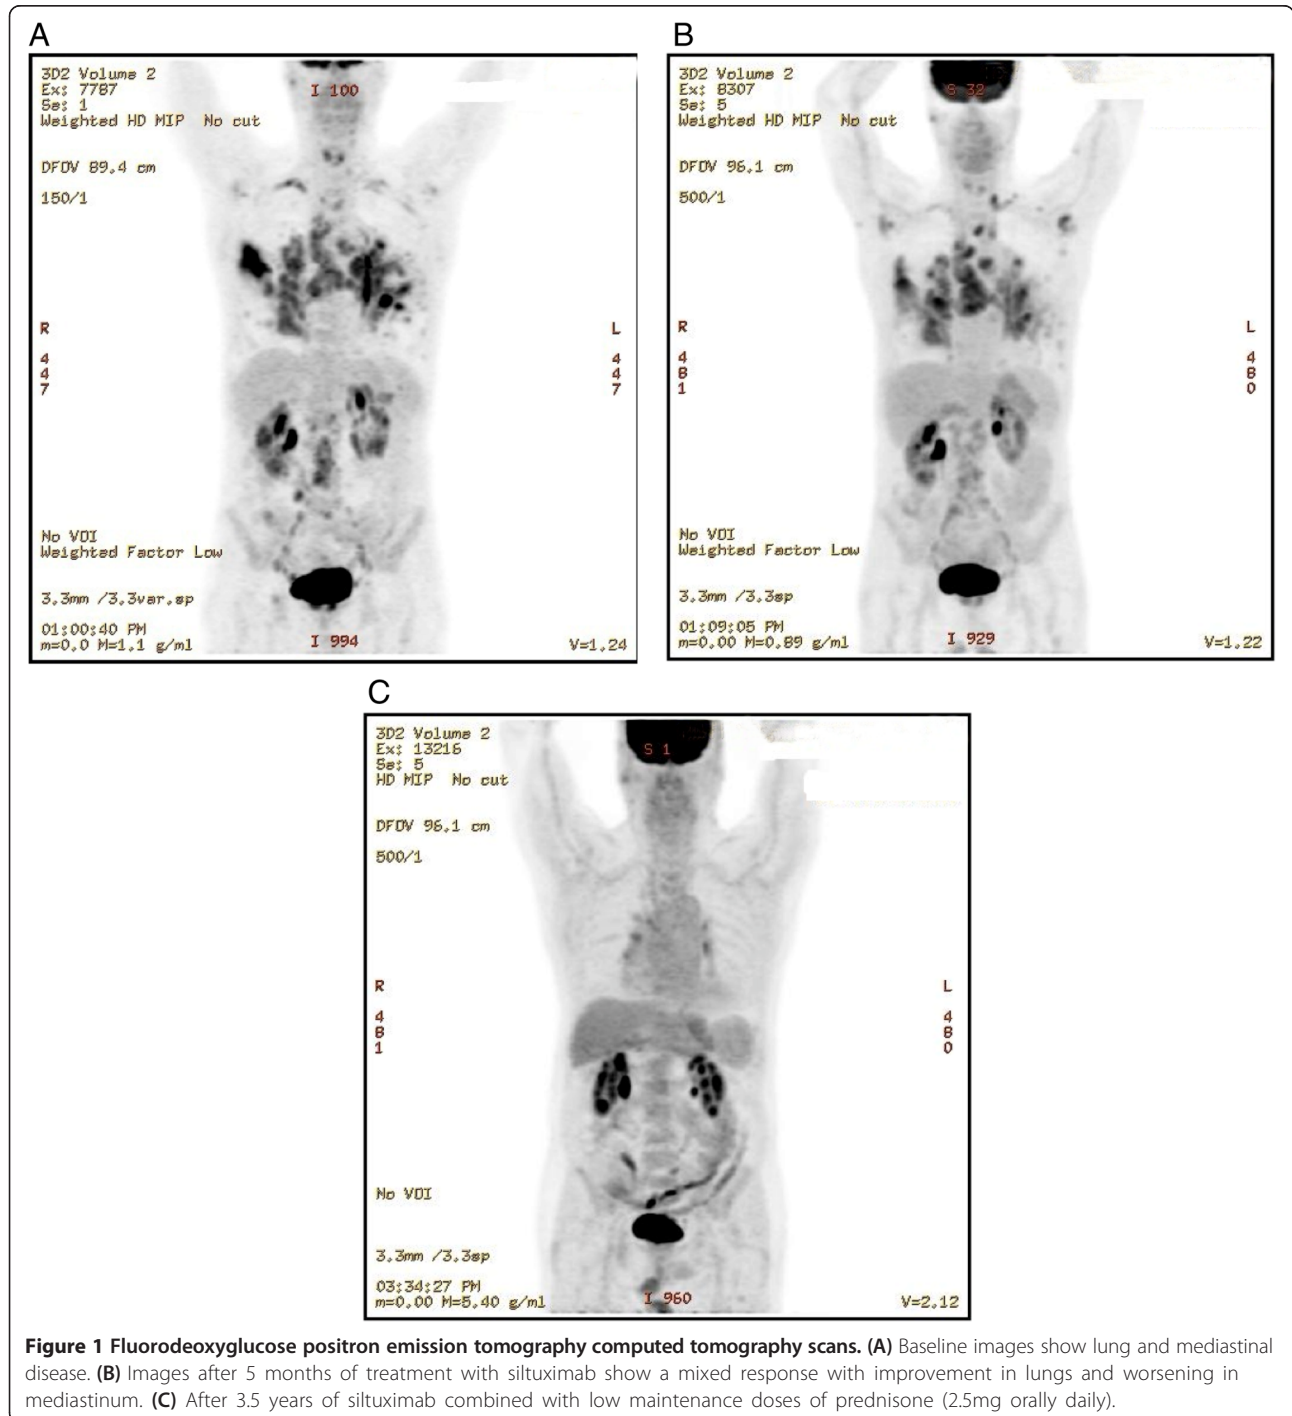 A
3D2 Volume 2
Ex: 7787
Se: 1
Weighted HD MIP No cut
I 100
DFOV 89.4 cm
150/1
R
4
4
7
L
4
4
7
No VOI
Weighted Factor Low
3.3mm /3.3var.sp
01:00:40 PM
m=0.0 M=1.1 g/ml
I 994
V=1.24
B
3D2 Volume 2
Ex: 8307
Se: 5
Weighted HD MIP No cut
S 32
DFOV 96.1 cm
500/1
R
4
8
1
L
4
8
0
No VOI
Weighted Factor Low
3.3mm /3.3sp
01:09:05 PM
m=0.00 M=0.89 g/ml
I 929
V=1.22
C
3D2 Volume 2
Ex: 13216
Se: 5
HD MIP No cut
S 1
DFOV 96.1 cm
500/1
R
4
8
1
L
4
8
0
No VOI
3.3mm /3.3sp
03:34:27 PM
m=0.00 M=5.40 g/ml
I 960
V=2.12
Figure 1 Fluorodeoxyglucose positron emission tomography computed tomography scans. (A) Baseline images show lung and mediastinal
disease. (B) Images after 5 months of treatment with siltuximab show a mixed response with improvement in lungs and worsening in
mediastinum. (C) After 3.5 years of siltuximab combined with low maintenance doses of prednisone (2.5mg orally daily).